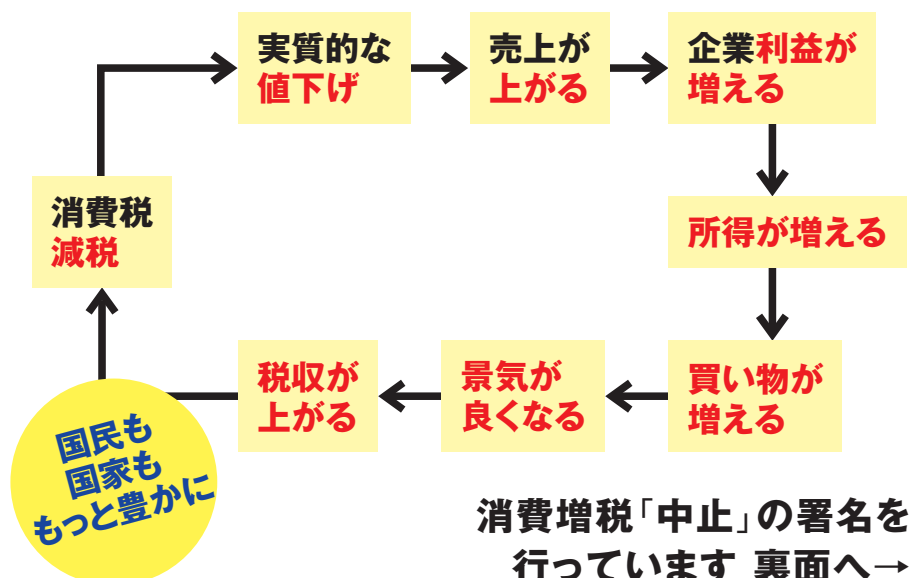 実質的な
値下げ
売上が
上がる
企業利益が
増える
消費税
減税
所得が増える
買い物が
増える
景気が
良くなる
税収が
上がる
国民も
国家も
もっと豊かに
消費増税「中止」の署名を
行っています 裏面へ→